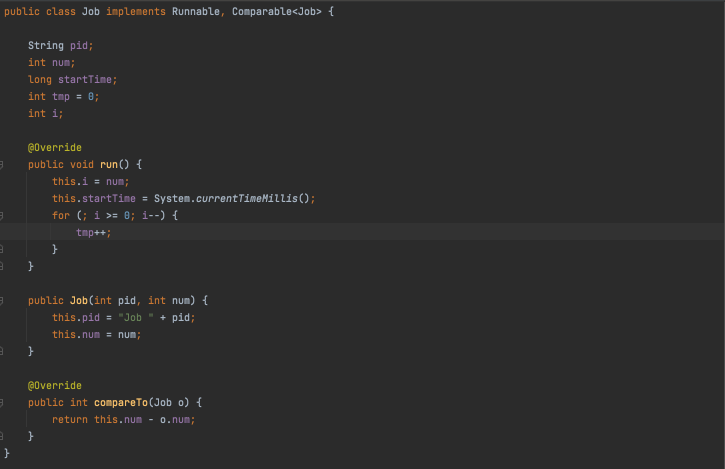 public class Job implements Runnable, Comparable<Job> {
String pid;
int num;
long startTime;
int tmp = 0;
int i;
@Override
public void run() {
this.i = num;
this.startTime = System.currentTimeMillis();
for (; i >= 0; i--) {
tmp++;
}
}
public Job(int pid, int num) {
this.pid = "Job " + pid;
this.num = num;
}
@Override
public int compareTo(Job o) {
return this.num - o.num;
}
}